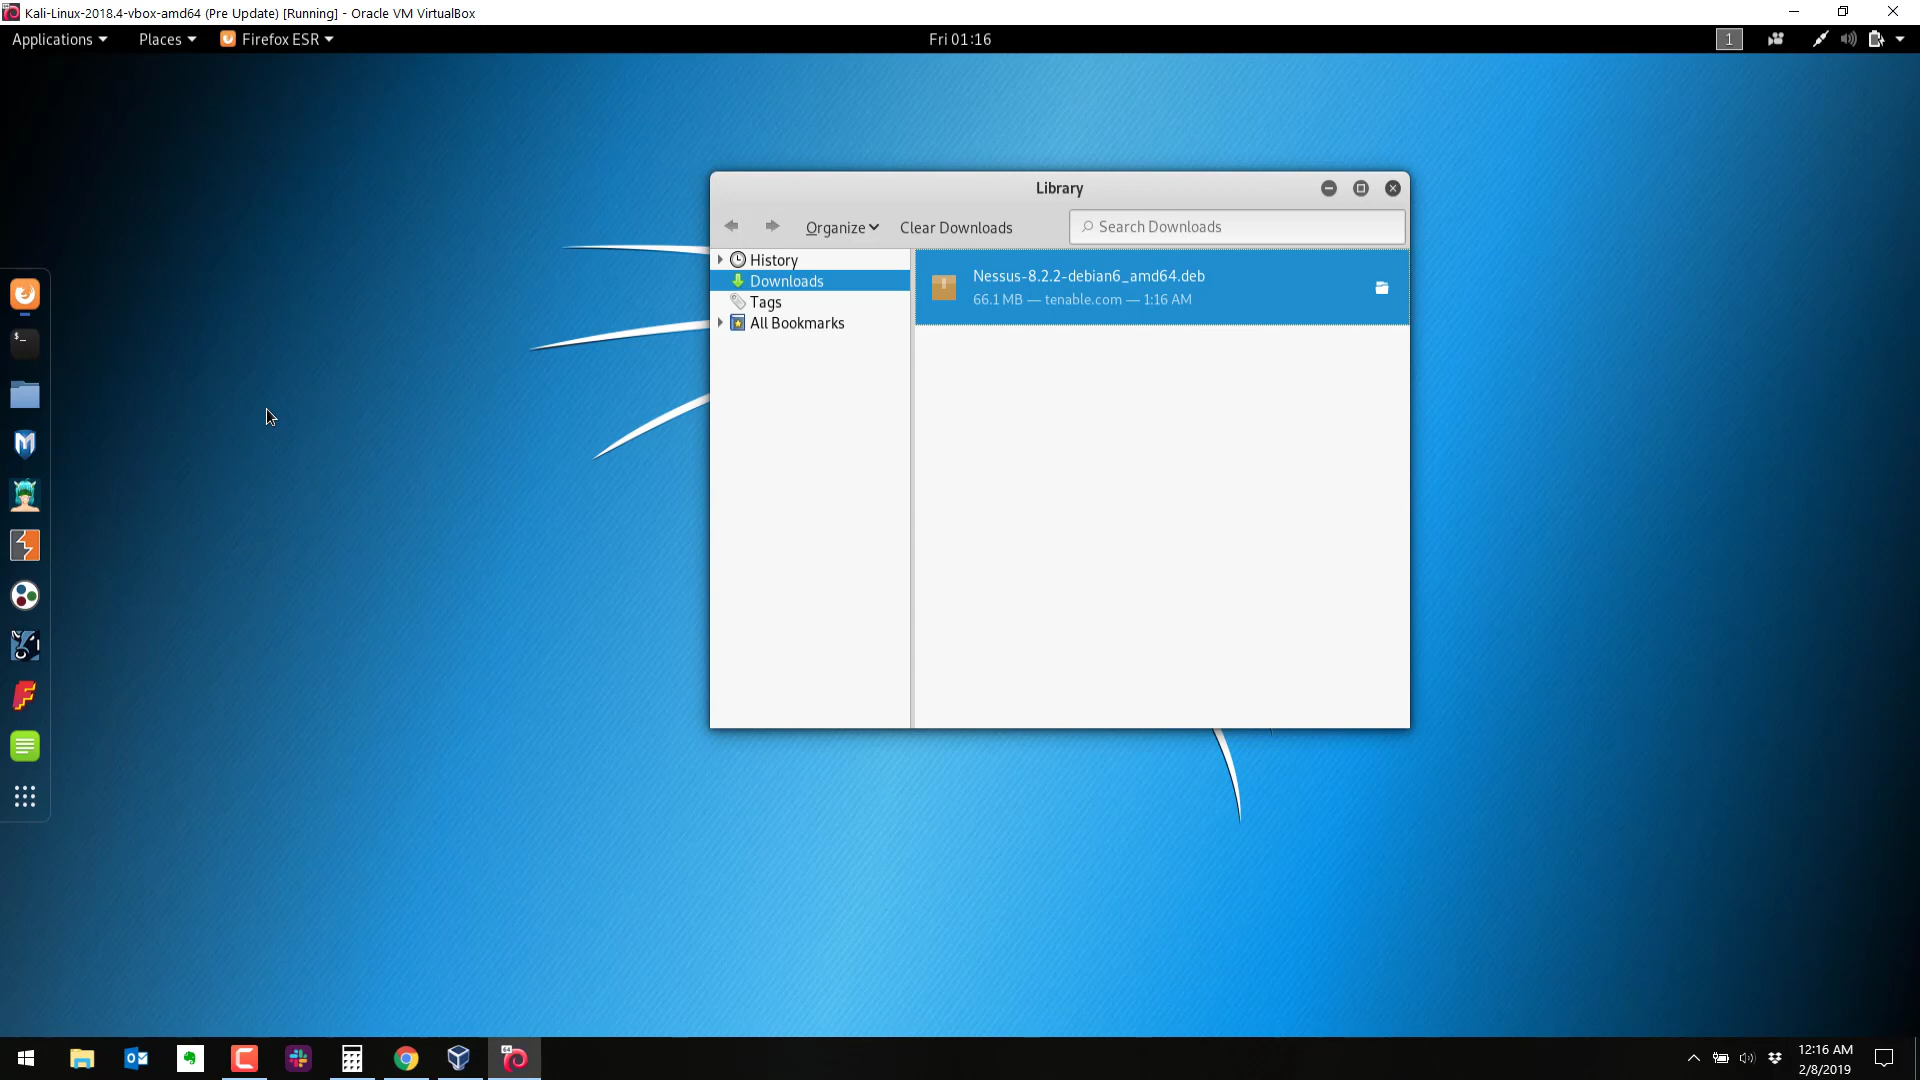 Kali-Linux-2018.4-vbox-amd64 (Pre Update) [Running] - Oracle VM VirtualBox
Applications Places Firefox ESR Fri 01:16 1
Library
Organize Clear Downloads Search Downloads
History
Downloads
Tags
All Bookmarks
Nessus-8.2.2-debian6_amd64.deb
66.1 MB — tenable.com — 1:16 AM
12:16 AM
2/8/2019